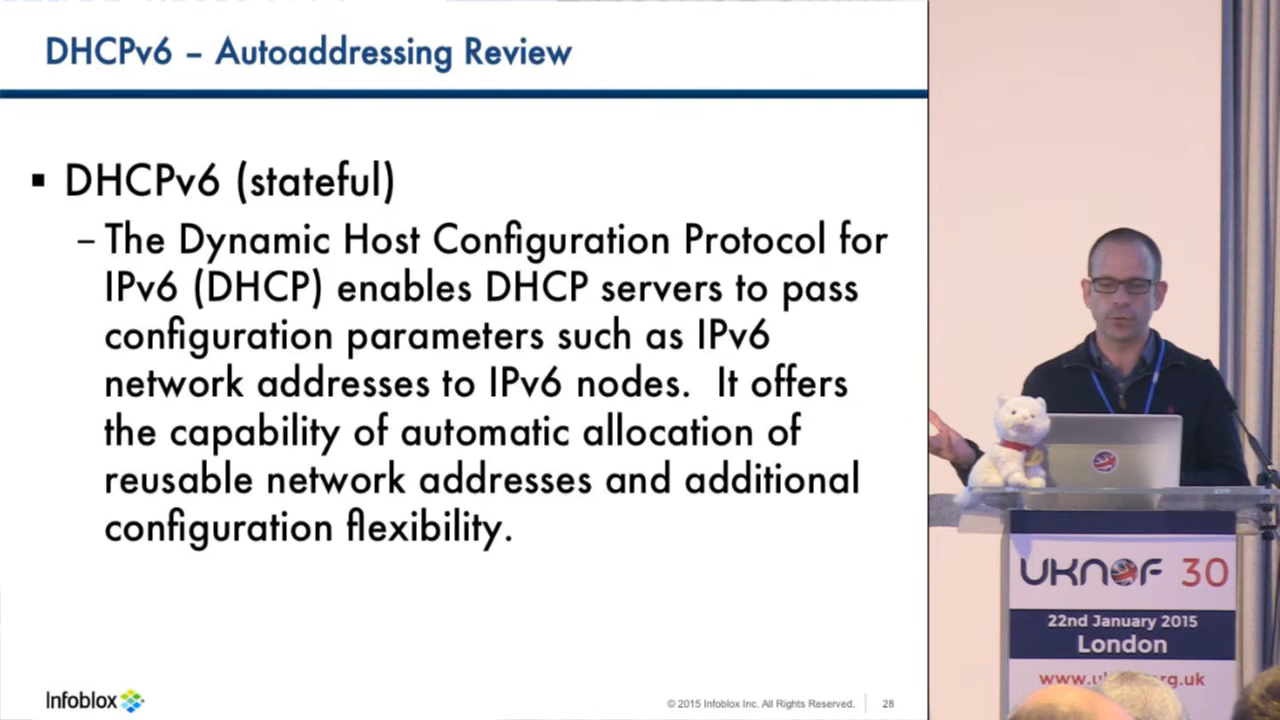 DHCPv6 – Autoaddressing Review
▪ DHCPv6 (stateful)
– The Dynamic Host Configuration Protocol for
IPv6 (DHCP) enables DHCP servers to pass
configuration parameters such as IPv6
network addresses to IPv6 nodes. It offers
the capability of automatic allocation of
reusable network addresses and additional
configuration flexibility.
Infoblox
© 2015 Infoblox Inc. All Rights Reserved. 28
UKNOF 30
22nd January 2015
London